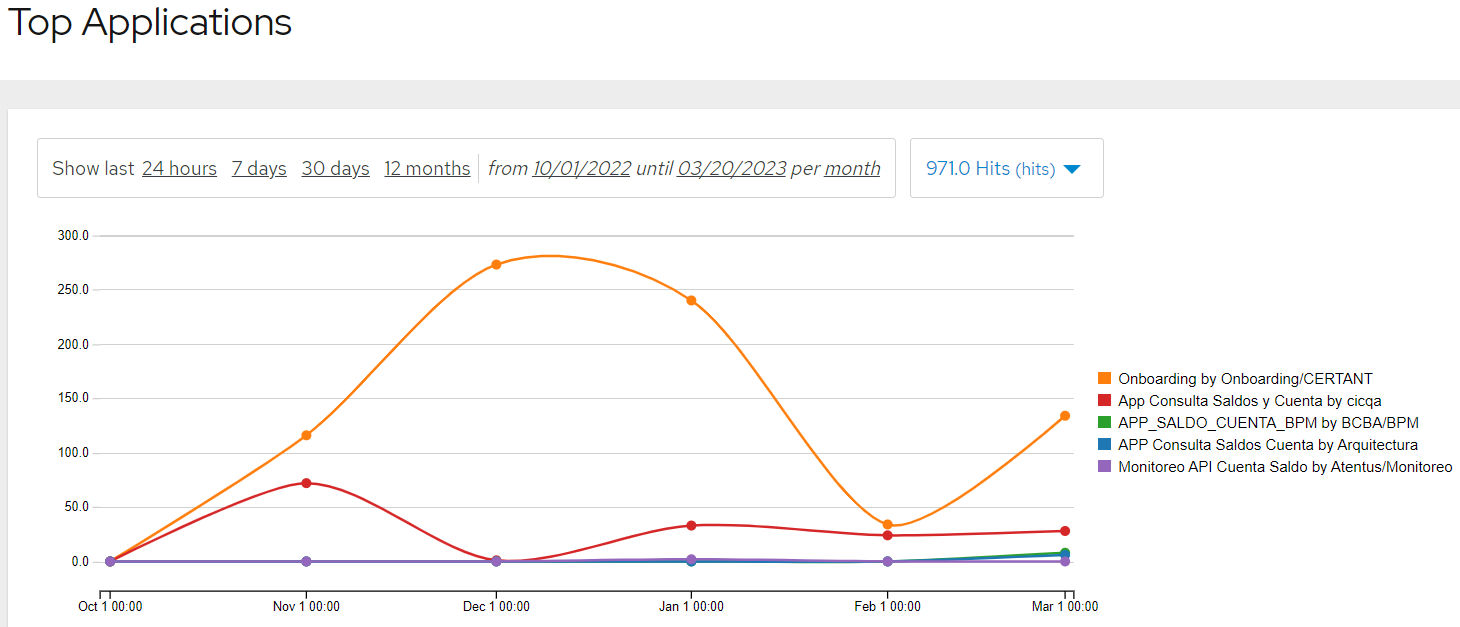 Top Applications
Show last 24 hours 7 days 30 days 12 months from 10/01/2022 until 03/20/2023 per month
971.0 Hits (hits)
300.0
250.0
200.0
150.0
100.0
50.0
0.0
Oct 1 00:00 Nov 1 00:00 Dec 1 00:00 Jan 1 00:00 Feb 1 00:00 Mar 1 00:00
Onboarding by Onboarding/CERTANT
App Consulta Saldos y Cuenta by cicqa
APP_SALDO_CUENTA_BPM by BCBA/BPM
APP Consulta Saldos Cuenta by Arquitectura
Monitoreo API Cuenta Saldo by Atentus/Monitoreo